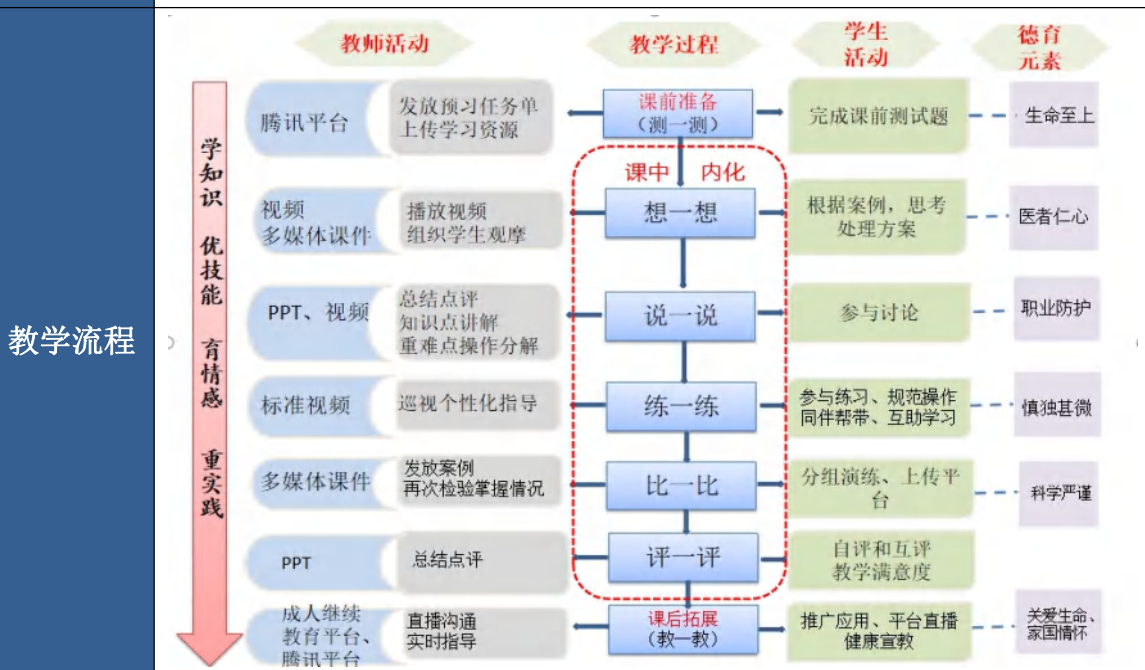 教师活动
教学过程
学生
活动
德育
元素
教学流程
学知识 优技能 育情感 重实践
腾讯平台
发放预习任务单
上传学习资源
课前准备
(测一测)
完成课前测试题
生命至上
课中 内化
视频
多媒体课件
播放视频
组织学生观摩
想一想
根据案例,思考
处理方案
医者仁心
PPT、视频
总结点评
知识点讲解
重难点操作分解
说一说
参与讨论
职业防护
标准视频
巡视个性化指导
练一练
参与练习、规范操作
同伴帮带、互助学习
慎独甚微
多媒体课件
发放案例
再次检验掌握情况
比一比
分组演练、上传平
台
科学严谨
PPT
总结点评
评一评
自评和互评
教学满意度
成人继续
教育平台、
腾讯平台
直播沟通
实时指导
课后拓展
(教一教)
推广应用、平台直播
健康宣教
关爱生命、
家国情怀